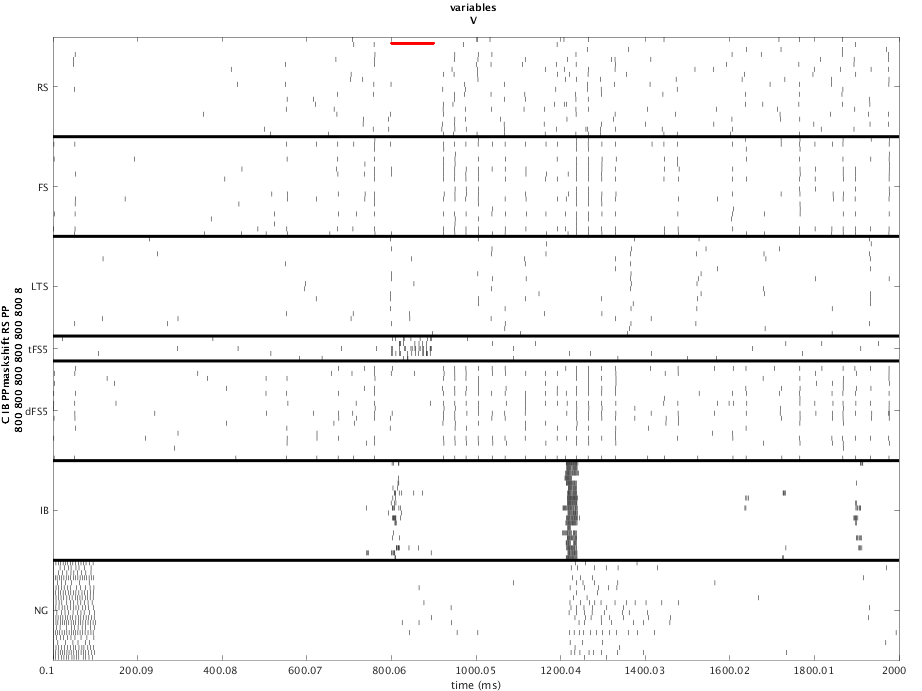 variables
V
RS
FS
LTS
tFS5
dFS5
IB
NG
C IB PPmaskshift RS PP
800 800 800 800 800 800 8
0.1 200.09 400.08 600.07 800.06 1000.05 1200.04 1400.03 1600.02 1800.01 2000
time (ms)